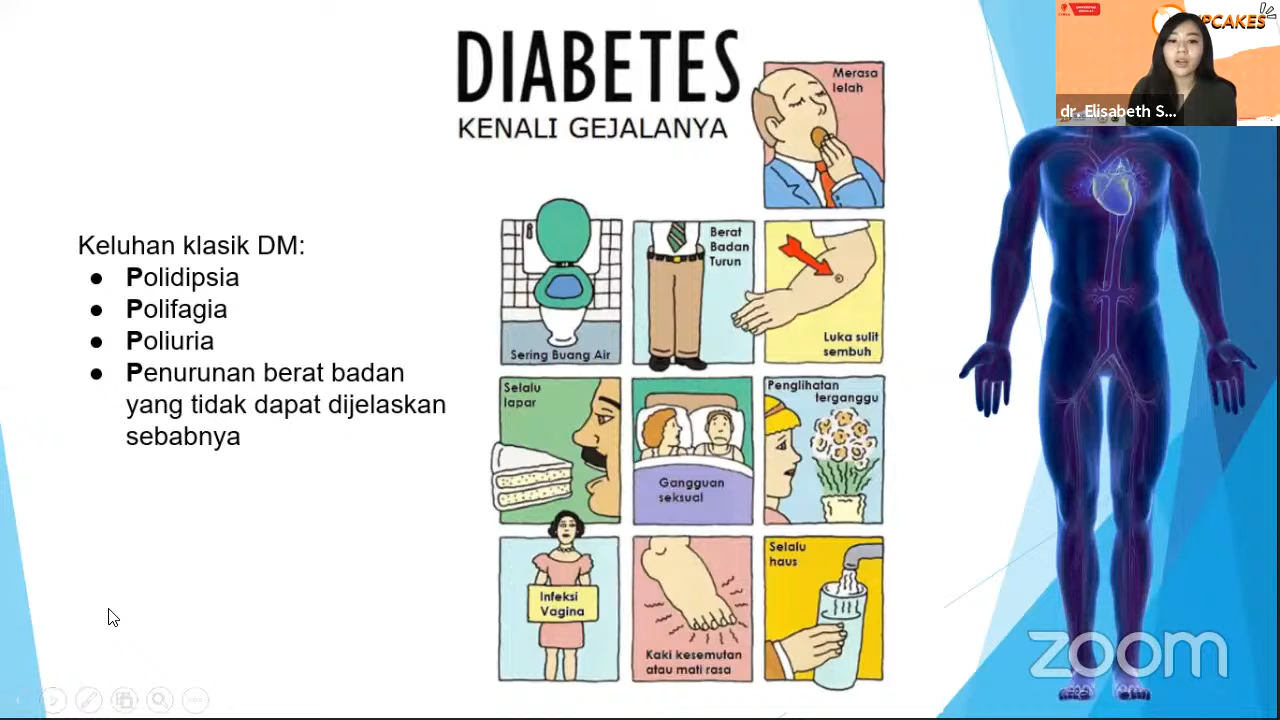 DIABETES
KENALI GEJALANYA
Keluhan klasik DM:
● Polidipsia
● Polifagia
● Poliuria
● Penurunan berat badan
yang tidak dapat dijelaskan
sebabnya
Merasa
lelah
Sering Buang Air
Berat
Badan
Turun
Luka sulit
sembuh
Selalu
lapar
Gangguan
seksual
Penglihatan
terganggu
Infeksi
Vagina
Kaki kesemutan
atau mati rasa
Selalu
haus
dr. Elisabeth S...
zoom